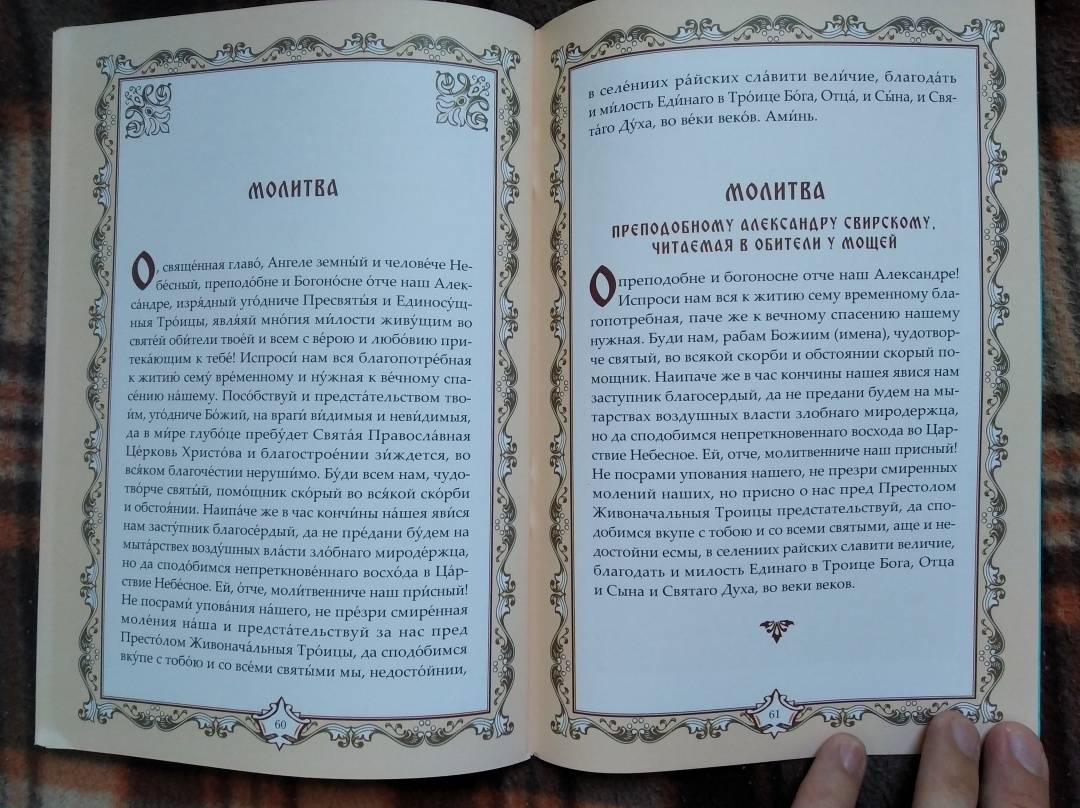 МОЛИТВА
О, свяще́нная главо́, Ангеле земны́й и челове́че Не-
бе́сный, преподо́бне и Богоно́сне о́тче наш Алек-
са́ндре, изря́дный уго́дниче Пресвяты́я и Единосу́щ-
ныя Тро́ицы, явля́яй мно́гия ми́лости живу́щим во
святе́й оби́тели твое́й и всем с ве́рою и любо́вию при-
тека́ющим к тебе́! Испроси́ нам вся благопотре́бная
к житию́ сему́ вре́менному и ну́жная к ве́чному спа-
се́нию на́шему. Посо́бствуй и предста́тельством тво-
и́м, уго́дниче Бо́жий, на враги́ ви́димыя и неви́димыя,
да в ми́ре глубо́це пребу́дет Свята́я Правосла́вная
Це́рковь Христо́ва и благострое́нии зи́ждется, во
вся́ком благоче́стии неруши́мо. Бу́ди всем нам, чудо-
тво́рче святы́й, помо́щник ско́рый во вся́кой ско́рби
и обстоя́нии. Наипа́че же в час кончи́ны на́шея яви́ся
нам засту́пник благосе́рдый, да не пре́дани бу́дем на
мыта́рствех возду́шных вла́сти зло́бнаго мироде́ржца,
но да сподо́бимся непреткнове́ннаго восхо́да в Ца́р-
ствие Небе́сное. Ей, о́тче, моли́твенниче наш при́сный!
Не посрами́ упова́ния на́шего, не пре́зри смире́нная
моле́ния на́ша и предста́тельствуй за нас пред
Престо́лом Живонача́льныя Тро́ицы, да сподо́бимся
вку́пе с тобо́ю и со все́ми святы́ми мы, недосто́йнии,
60
в селе́ниих ра́йских сла́вити вели́чие, благода́ть
и ми́лость Еди́наго в Тро́ице Бо́га, Отца́, и Сы́на, и Свя-
та́го Ду́ха, во ве́ки веко́в. Ами́нь.
МОЛИТВА
ПРЕПОДОБНОМУ АЛЕКСАНДРУ СВИРСКОМУ,
ЧИТАЕМАЯ В ОБИТЕЛИ У МОЩЕЙ
О преподобне и богоносне отче наш Александре!
Испроси нам вся к житию сему временному бла-
гопотребная, паче же к вечному спасению нашему
нужная. Буди нам, рабам Божиим (имена), чудотвор-
че святый, во всякой скорби и обстоянии скорый по-
мощник. Наипаче же в час кончины нашея явися нам
заступник благосердый, да не предани будем на мы-
тарствах воздушных власти злобнаго миродержца,
но да сподобимся непреткновеннаго восхода во Цар-
ствие Небесное. Ей, отче, молитвенниче наш присный!
Не посрами упования нашего, не презри смиренных
молений наших, но присно о нас пред Престолом
Живоначальныя Троицы предстательствуй, да спо-
добимся вкупе с тобою и со всеми святыми, аще и не-
достойни есмы, в селениих райских славити величие,
благодать и милость Единаго в Троице Бога, Отца
и Сына и Святаго Духа, во веки веков.
61